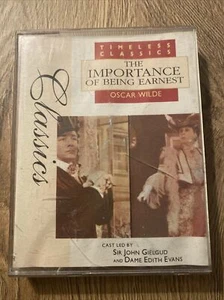 TIMELESS
CLASSICS
THE
IMPORTANCE
OF BEING EARNEST
OSCAR WILDE
Classics
CAST LED BY
SIR JOHN GIELGUD
AND DAME EDITH EVANS